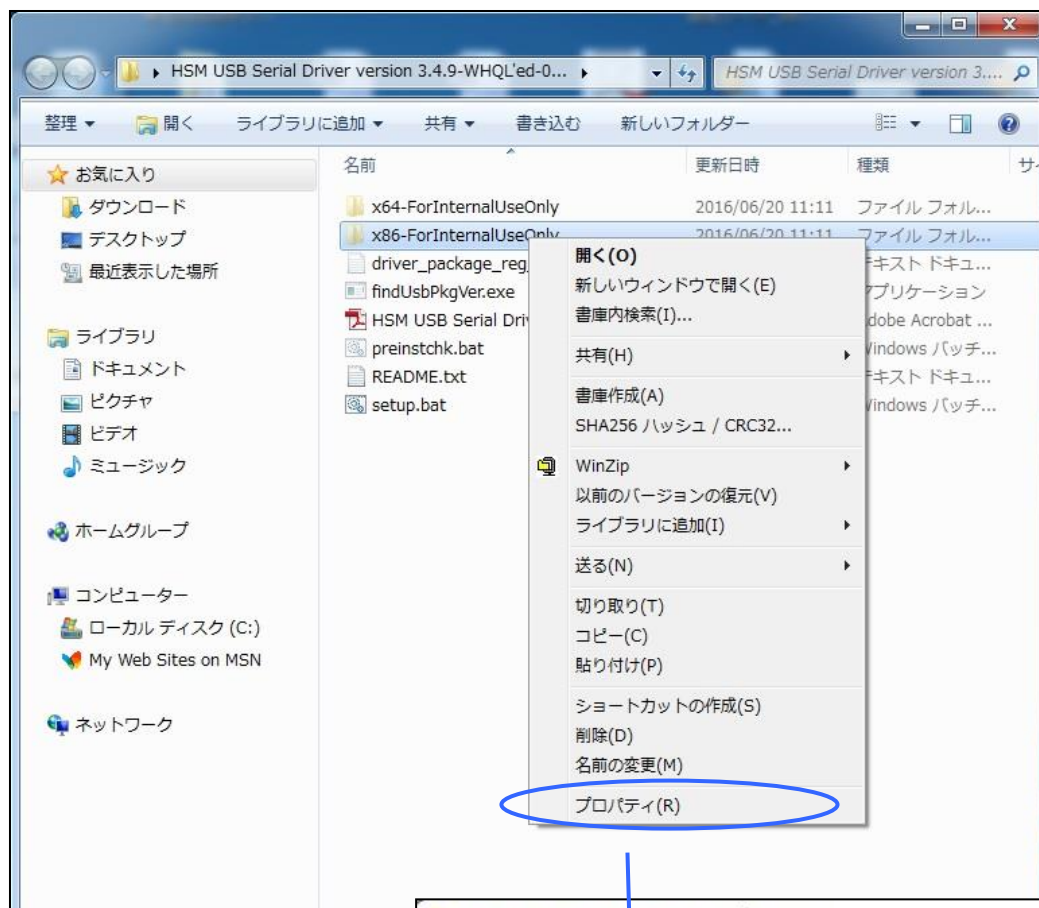 HSM USB Serial Driver version 3.4.9-WHQL'ed-0...
HSM USB Serial Driver version 3....
整理 開く ライブラリに追加 共有 書き込む 新しいフォルダー
お気に入り
ダウンロード
デスクトップ
最近表示した場所
ライブラリ
ドキュメント
ピクチャ
ビデオ
ミュージック
ホームグループ
コンピューター
ローカル ディスク (C:)
My Web Sites on MSN
ネットワーク
名前 更新日時 種類
x64-ForInternalUseOnly 2016/06/20 11:11 ファイル フォル...
x86-ForInternalUseOnly 2016/06/20 11:11 ファイル フォル...
driver_package_reg_ キスト ドキュ...
findUsbPkgVer.exe プリケーション
HSM USB Serial Driv dobe Acrobat ...
preinstchk.bat Windows バッチ...
README.txt キスト ドキュ...
setup.bat Windows バッチ...
開く(O)
新しいウィンドウで開く(E)
書庫内検索(I)...
共有(H)
書庫作成(A)
SHA256 ハッシュ / CRC32...
WinZip
以前のバージョンの復元(V)
ライブラリに追加(I)
送る(N)
切り取り(T)
コピー(C)
貼り付け(P)
ショートカットの作成(S)
削除(D)
名前の変更(M)
プロパティ(R)